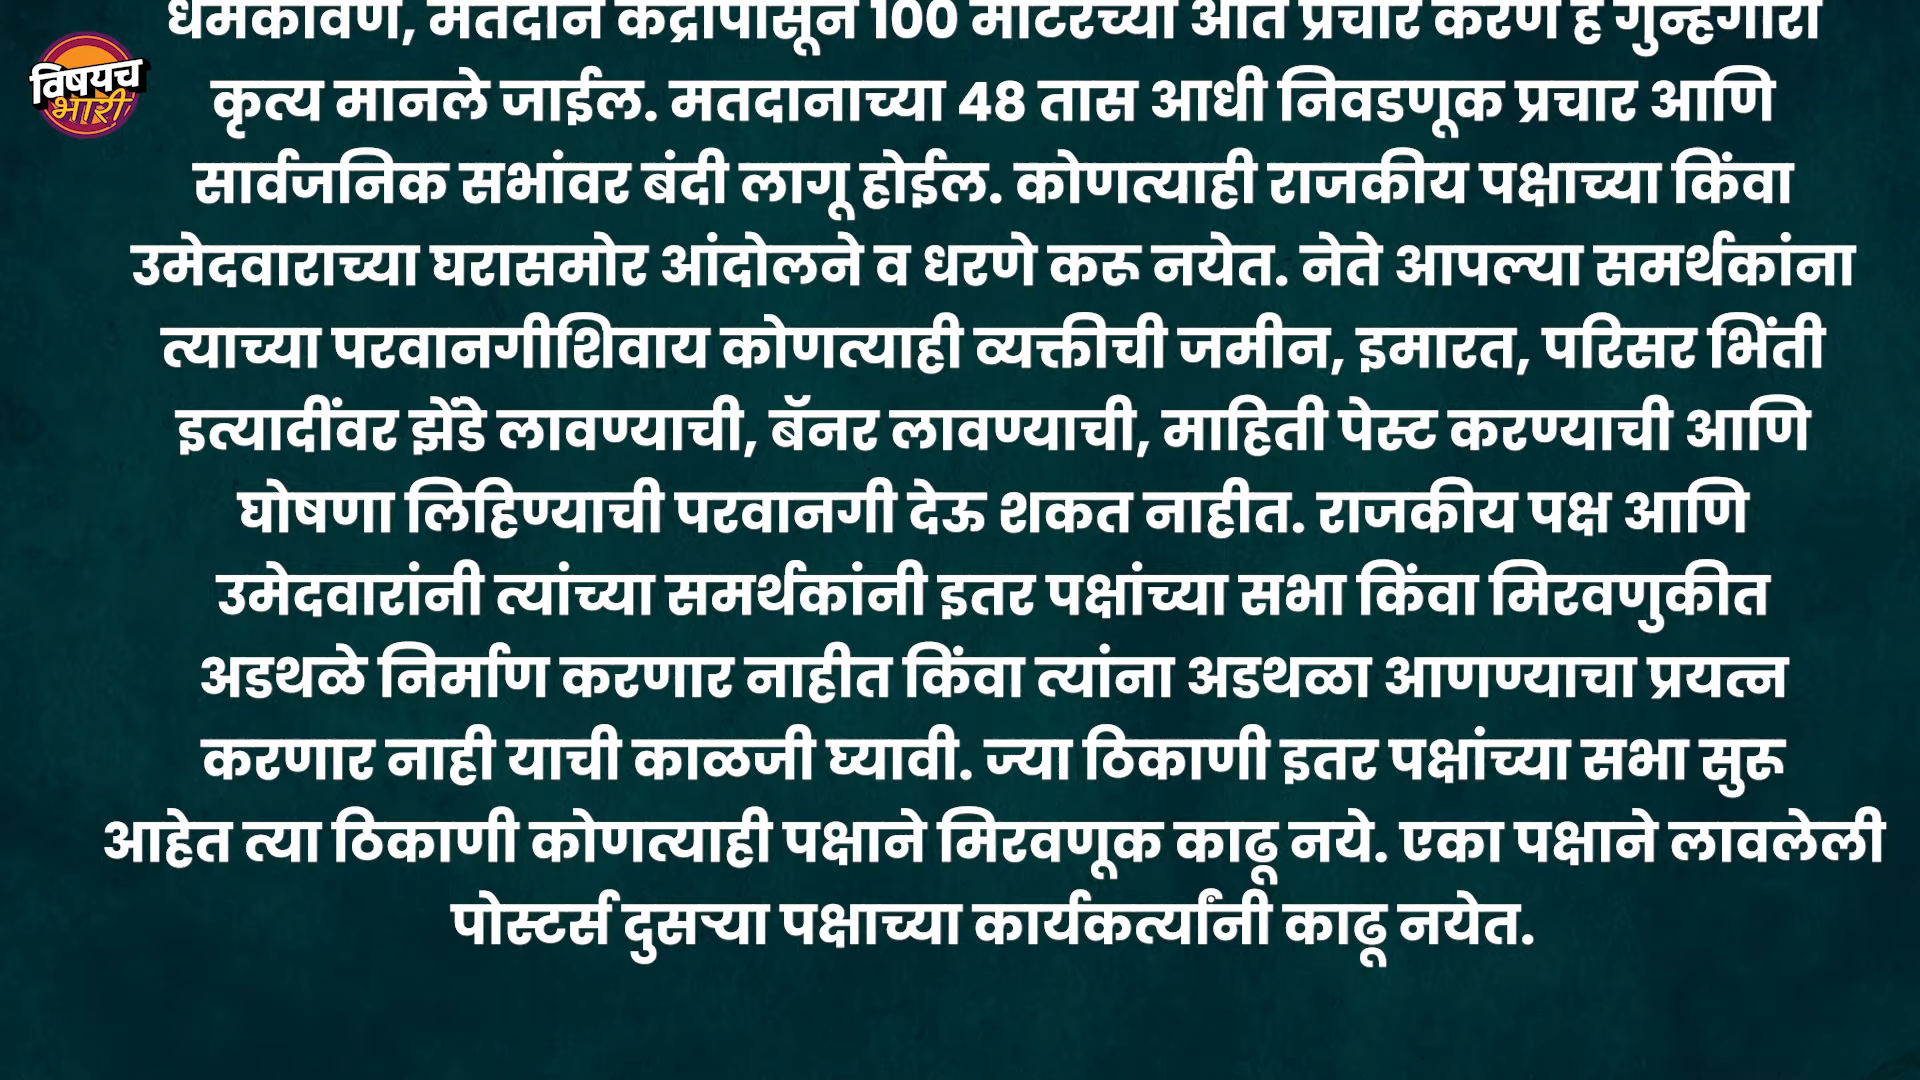 विषयच
भारी
धमकावणे, मतदान केंद्रापासून 100 मीटरच्या आत प्रचार करणे हे गुन्हेगारी
कृत्य मानले जाईल. मतदानाच्या 48 तास आधी निवडणूक प्रचार आणि
सार्वजनिक सभांवर बंदी लागू होईल. कोणत्याही राजकीय पक्षाच्या किंवा
उमेदवाराच्या घरासमोर आंदोलने व धरणे करू नयेत. नेते आपल्या समर्थकांना
त्याच्या परवानगीशिवाय कोणत्याही व्यक्तीची जमीन, इमारत, परिसर भिंती
इत्यादींवर झेंडे लावण्याची, बॅनर लावण्याची, माहिती पेस्ट करण्याची आणि
घोषणा लिहिण्याची परवानगी देऊ शकत नाहीत. राजकीय पक्ष आणि
उमेदवारांनी त्यांच्या समर्थकांनी इतर पक्षांच्या सभा किंवा मिरवणुकीत
अडथळे निर्माण करणार नाहीत किंवा त्यांना अडथळा आणण्याचा प्रयत्न
करणार नाही याची काळजी घ्यावी. ज्या ठिकाणी इतर पक्षांच्या सभा सुरू
आहेत त्या ठिकाणी कोणत्याही पक्षाने मिरवणूक काढू नये. एका पक्षाने लावलेली
पोस्टर्स दुसऱ्या पक्षाच्या कार्यकर्त्यांनी काढू नयेत.